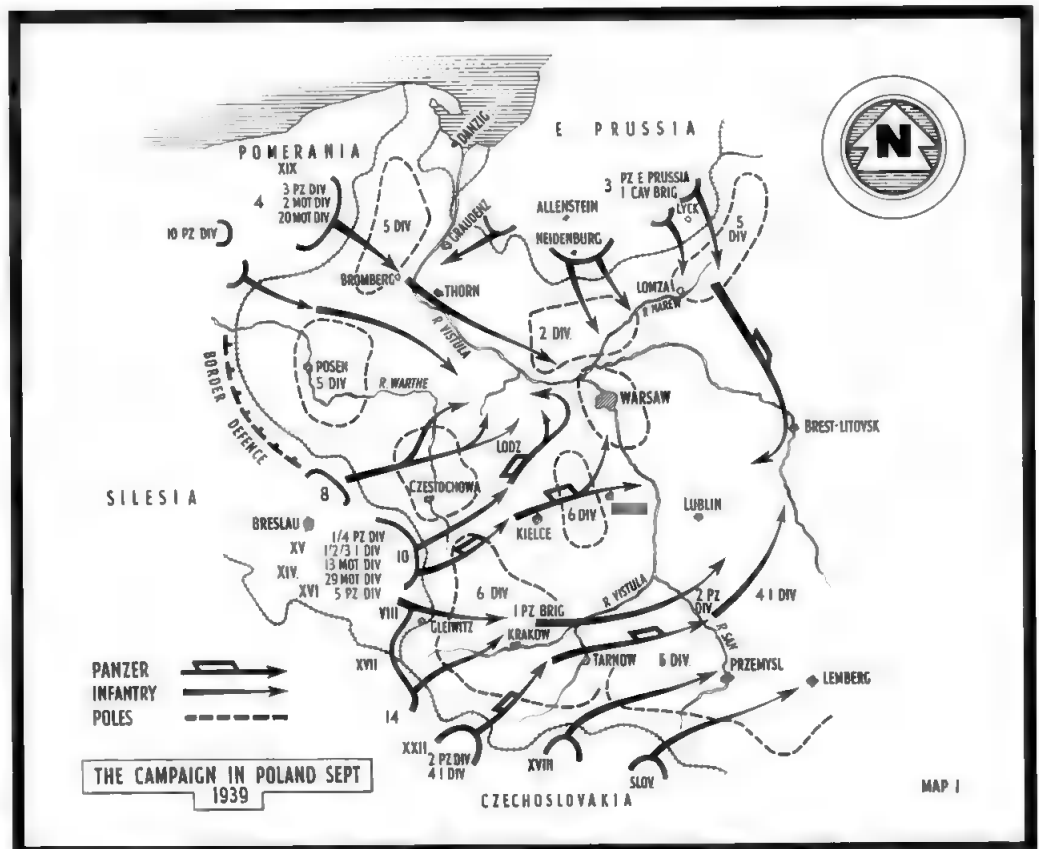 N
DANZIG
E PRUSSIA
POMERANIA
XIX
4
3 PZ DIV
2 MOT DIV
20 MOT DIV
10 PZ DIV
5 DIV
GRAUDENZ
ALLENSTEIN
NEIDENBURG
3
PZ E PRUSSIA
1 CAV BRIG
LYCK
5 DIV
BROMBERG
THORN
LOMZA
R NAREW
R VISTULA
2 DIV.
BORDER DEFENCE
POSEN
5 DIV
R. WARTHE
WARSAW
BREST-LITOVSK
LODZ
8
CZESTOCHOWA
SILESIA
BRESLAU
XV
XIV
XVI
1/4 PZ DIV
1/2/3 1 DIV
13 MOT DIV
29 MOT DIV
5 PZ DIV
10
KIELCE
6 DIV
LUBLIN
VIII
6 DIV
GLEIWITZ
1 PZ BRIG
R VISTULA
2 PZ
DIV
4 I DIV
R SAN
KRAKOW
XVII
TARNOW
6 DIV.
PRZEMYSL
LEMBERG
14
XXII
2 PZ DIV
4 I DIV
XVIII
SLOV.
CZECHOSLOVAKIA
PANZER
INFANTRY
POLES
THE CAMPAIGN IN POLAND SEPT
1939
MAP 1